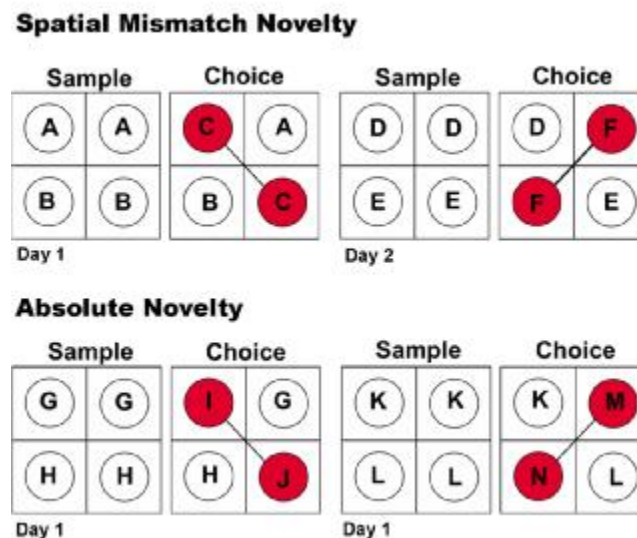 Spatial Mismatch Novelty
Sample Choice Sample Choice
A A C A D D D F
B B B C E E F E
Day 1 Day 2
Absolute Novelty
Sample Choice Sample Choice
G G I G K K K M
H H H J L L N L
Day 1 Day 1